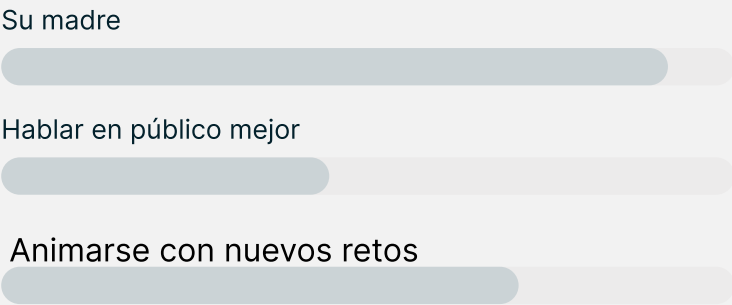 Su madre
Hablar en público mejor
Animarse con nuevos retos